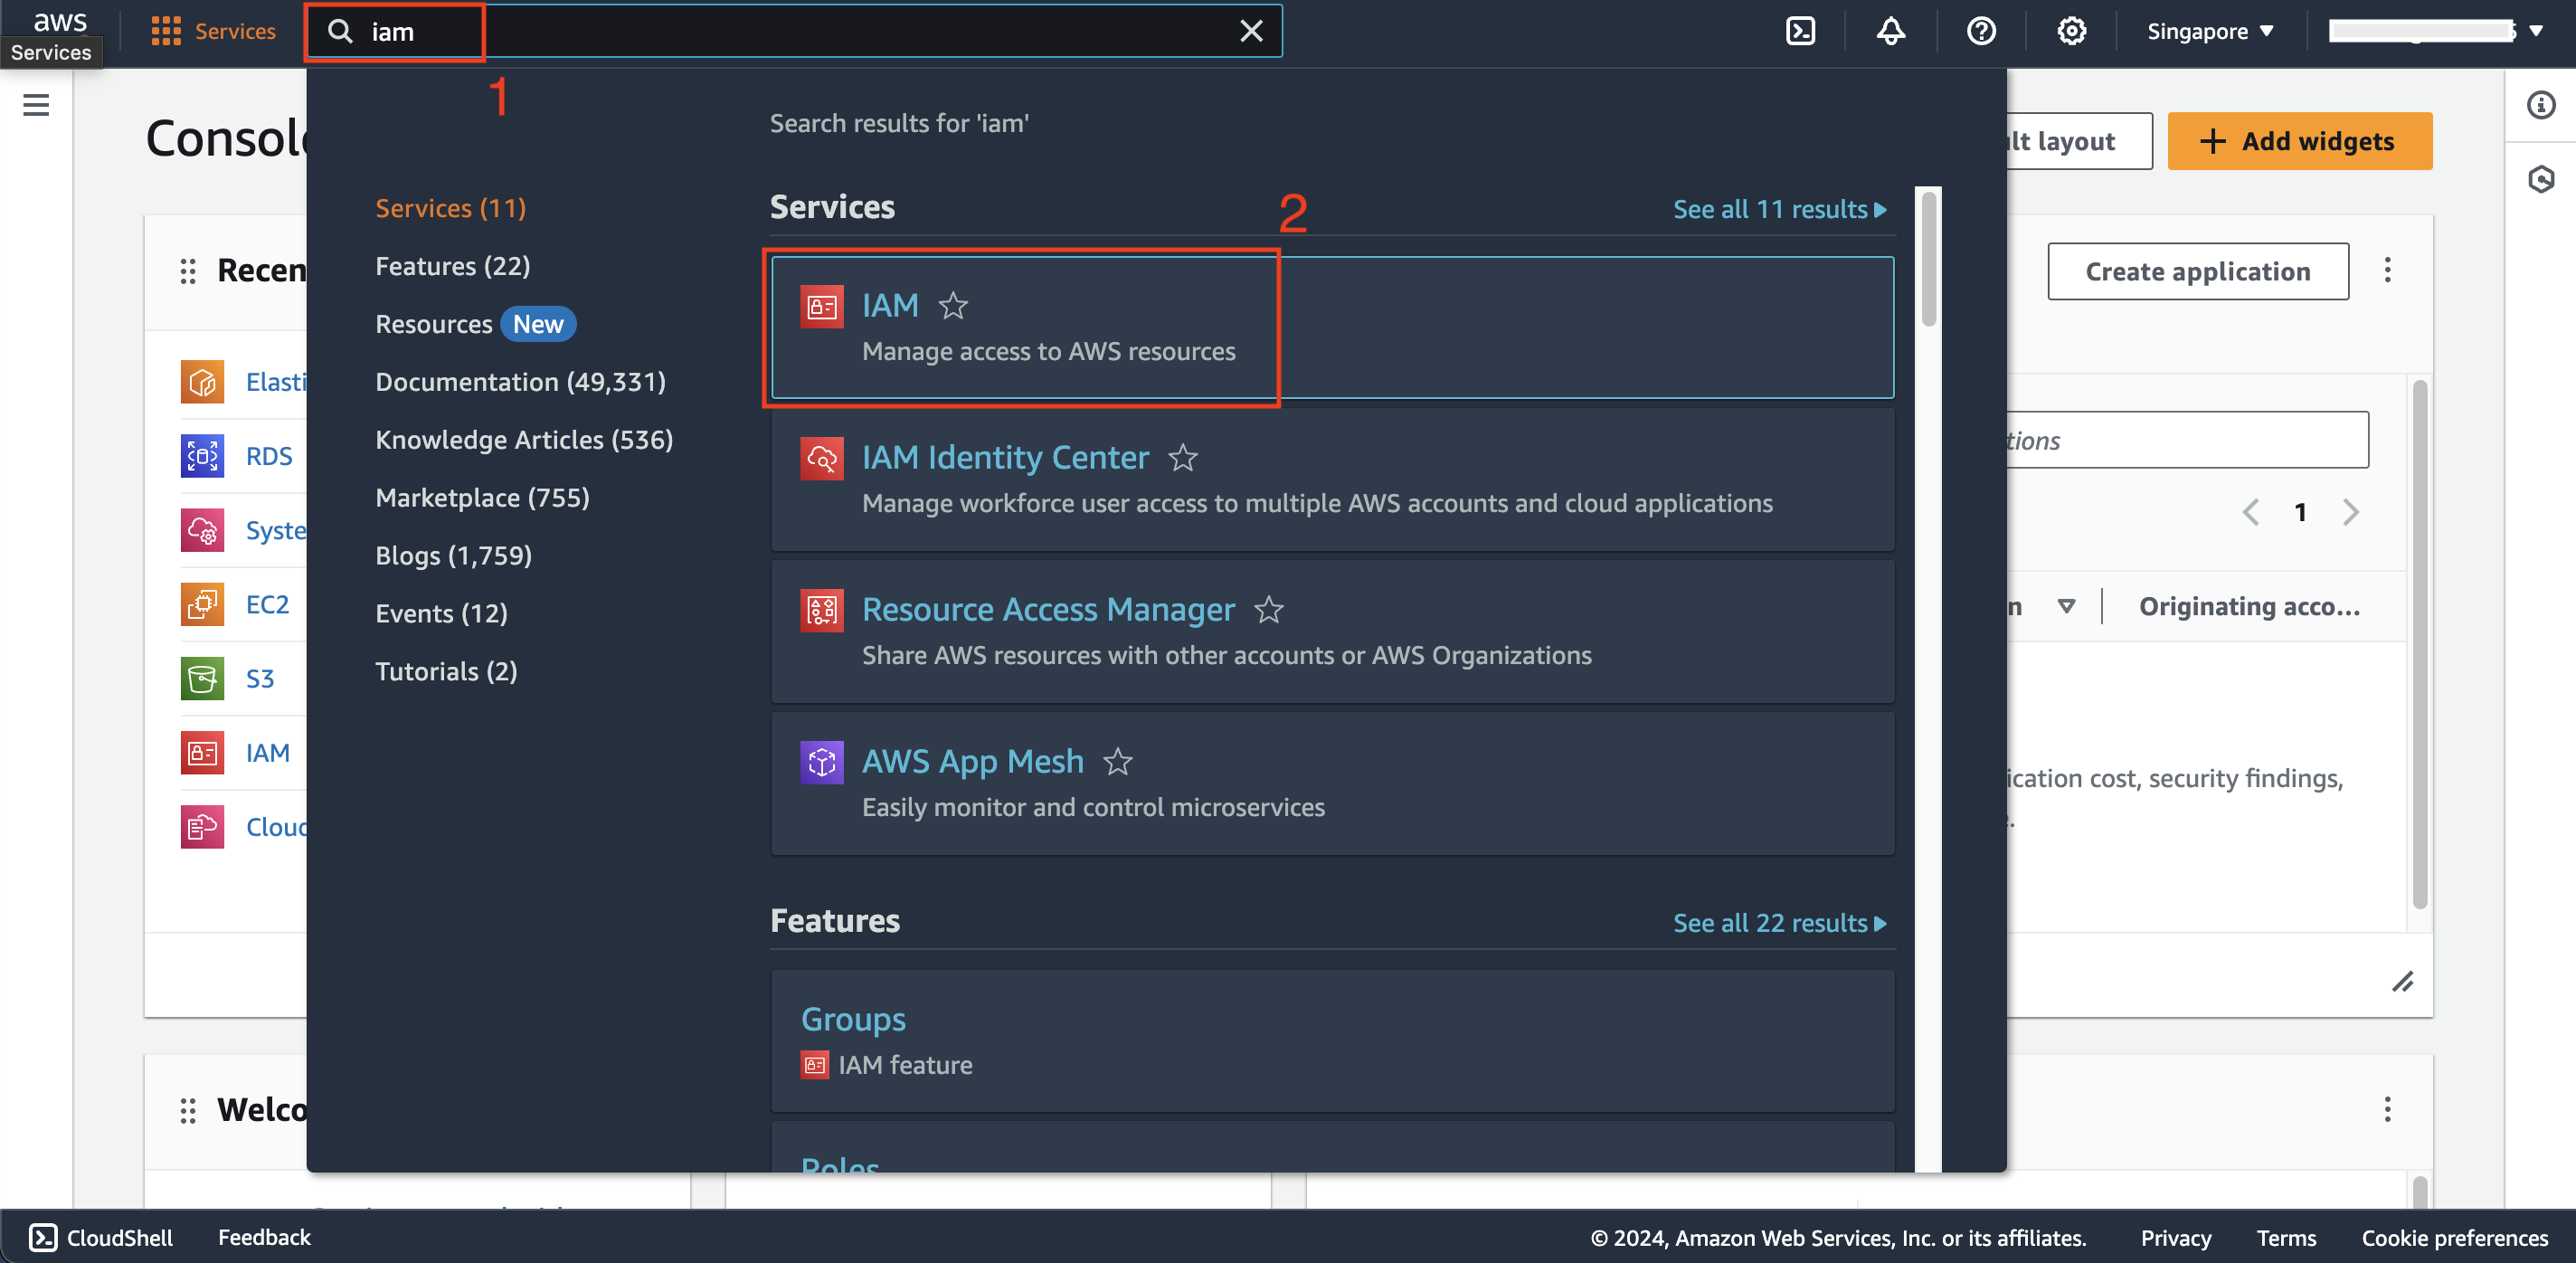 aws
Services
Services
iam
Singapore
1
Console
Search results for 'iam'
ult layout
Add widgets
Services (11)
Features (22)
Resources New
Documentation (49,331)
Knowledge Articles (536)
Marketplace (755)
Blogs (1,759)
Events (12)
Tutorials (2)
Services
See all 11 results
2
IAM
Manage access to AWS resources
IAM Identity Center
Manage workforce user access to multiple AWS accounts and cloud applications
Resource Access Manager
Share AWS resources with other accounts or AWS Organizations
AWS App Mesh
Easily monitor and control microservices
Features
See all 22 results
Groups
IAM feature
Roles
Recen
Elasti
RDS
Syste
EC2
S3
IAM
Cloud
Create application
tions
1
n
Originating acco...
ication cost, security findings,
e.
Welco
CloudShell
Feedback
© 2024, Amazon Web Services, Inc. or its affiliates.
Privacy
Terms
Cookie preferences